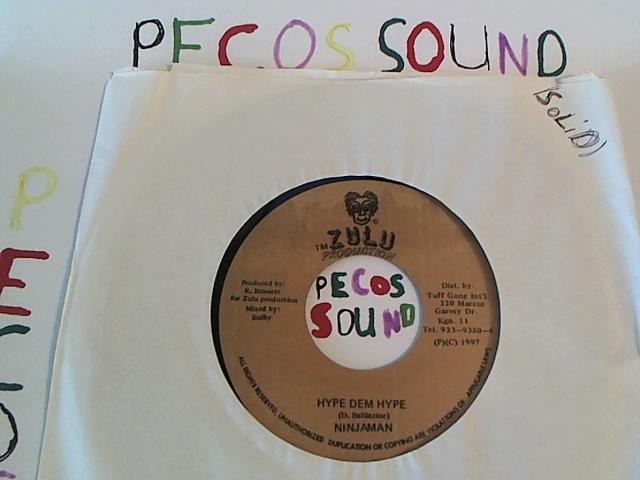 PECOS SOUND
(SOLiD)
PECO
TM ZULU
PRODUCTION
Produced by:
R. Bennett
for Zulu production
Mixed by:
Bulby
PECOS
SOUND
Dist. by:
Tuff Gong Int'l.
220 Marcus
Garvey Dr.
Kgn. 11
Tel. 923-9380-4
(P)(C) 1997
HYPE DEM HYPE
(D. Ballintine)
NINJAMAN
ALL RIGHTS RESERVED, UNAUTHORIZED DUPLICATION OR COPYING ARE VIOLATIONS OF APPLICABLE LAWS